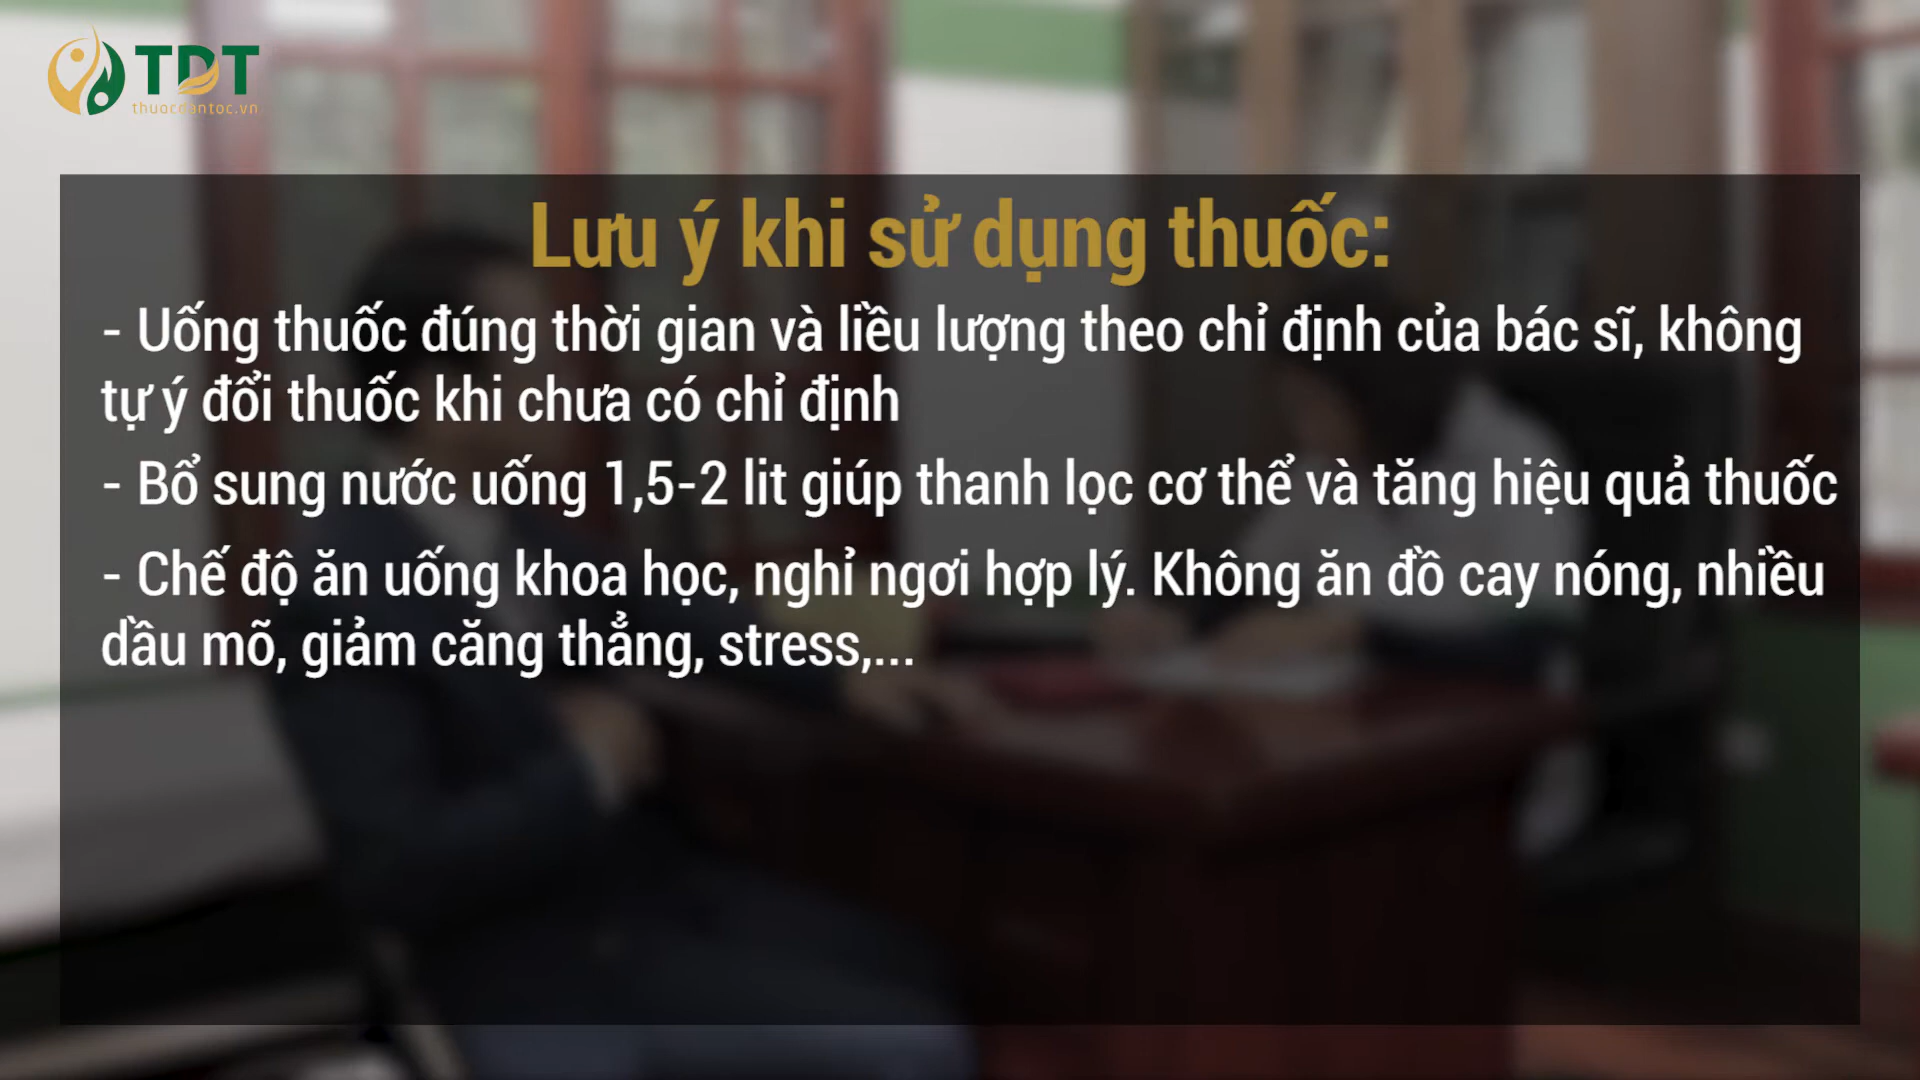 TDT
thuocdantoc.vn
Lưu ý khi sử dụng thuốc:
- Uống thuốc đúng thời gian và liều lượng theo chỉ định của bác sĩ, không
tự ý đổi thuốc khi chưa có chỉ định
- Bổ sung nước uống 1,5-2 lit giúp thanh lọc cơ thể và tăng hiệu quả thuốc
- Chế độ ăn uống khoa học, nghỉ ngơi hợp lý. Không ăn đồ cay nóng, nhiều
dầu mõ, giảm căng thẳng, stress,...